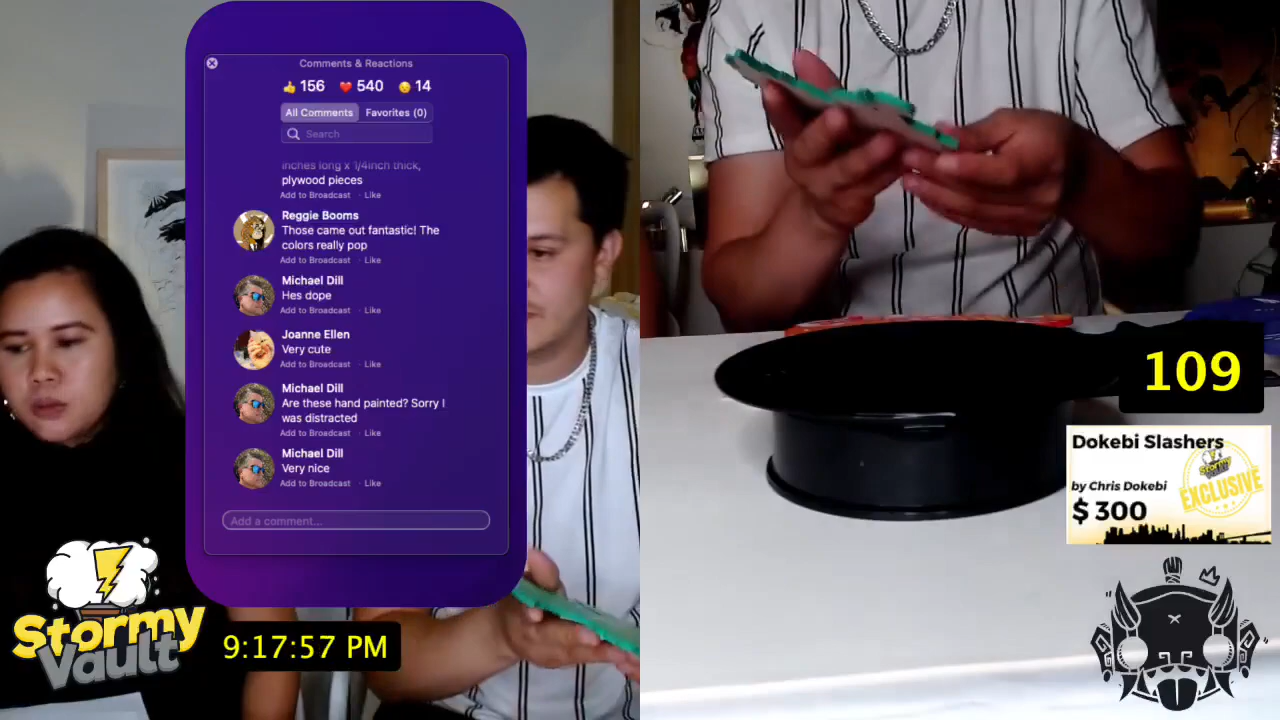 Comments & Reactions
156 540 14
All Comments Favorites (0)
Search
inches long x 1/4inch thick,
plywood pieces
Add to Broadcast · Like
Reggie Booms
Those came out fantastic! The
colors really pop
Add to Broadcast · Like
Michael Dill
Hes dope
Add to Broadcast · Like
Joanne Ellen
Very cute
Add to Broadcast · Like
Michael Dill
Are these hand painted? Sorry I
was distracted
Add to Broadcast · Like
Michael Dill
Very nice
Add to Broadcast · Like
Add a comment...
Stormy
Vault
9:17:57 PM
109
Dokebi Slashers
by Chris Dokebi
$ 300
Stormy
Vault
EXCLUSIVE